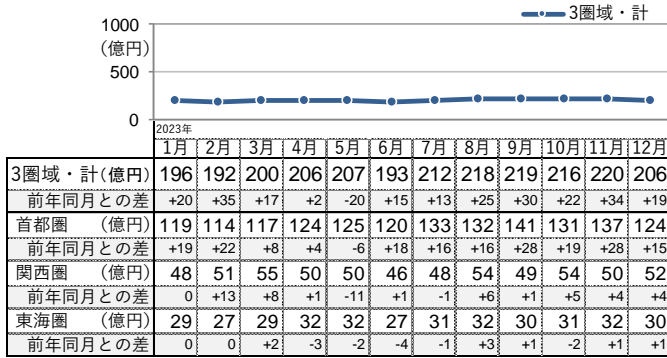 3圏域・計
1000
(億円)
500
0
2023年
1月 2月 3月 4月 5月 6月 7月 8月 9月 10月 11月 12月
3圏域・計(億円) 196 192 200 206 207 193 212 218 219 216 220 206
前年同月との差 +20 +35 +17 +2 -20 +15 +13 +25 +30 +22 +34 +19
首都圏 (億円) 119 114 117 124 125 120 133 132 141 131 137 124
前年同月との差 +19 +22 +8 +4 -6 +18 +16 +16 +28 +19 +28 +15
関西圏 (億円) 48 51 55 50 50 46 48 54 49 54 50 52
前年同月との差 0 +13 +8 +1 -11 +1 -1 +6 +1 +5 +4 +4
東海圏 (億円) 29 27 29 32 32 27 31 32 30 31 32 30
前年同月との差 0 0 +2 -3 -2 -4 -1 +3 +1 -2 +1 +1